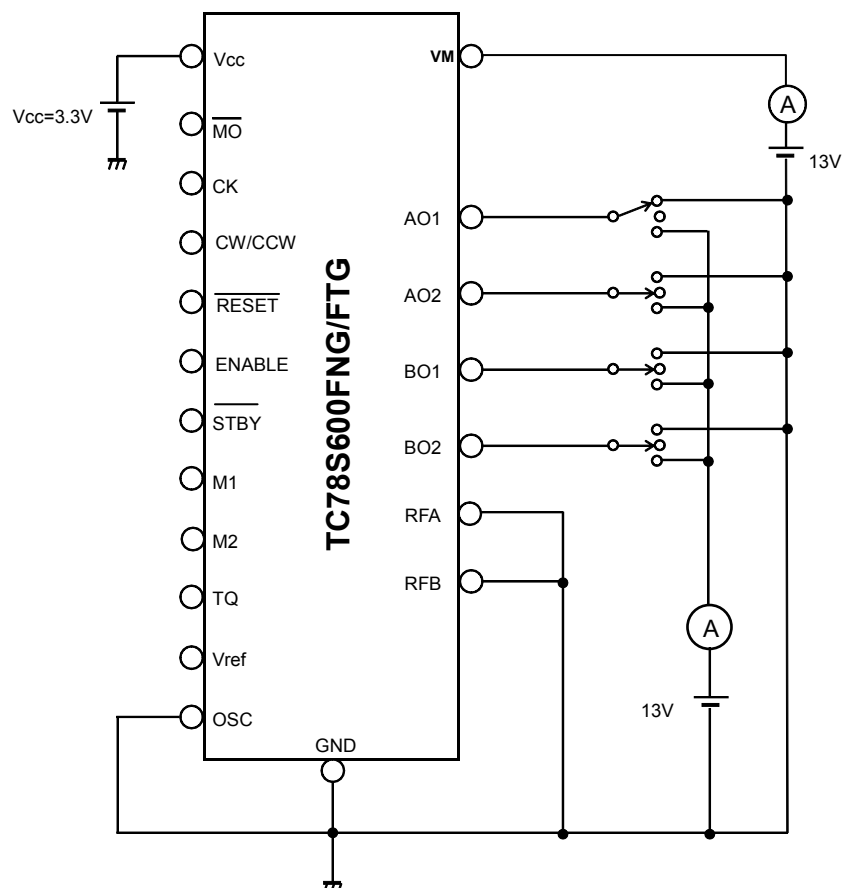 Vcc
VM
Vcc=3.3V
MO
A
13V
CK
AO1
CW/CCW
TC78S600FNG/FTG
AO2
RESET
ENABLE
BO1
STBY
BO2
M1
RFA
M2
RFB
TQ
A
Vref
13V
OSC
GND